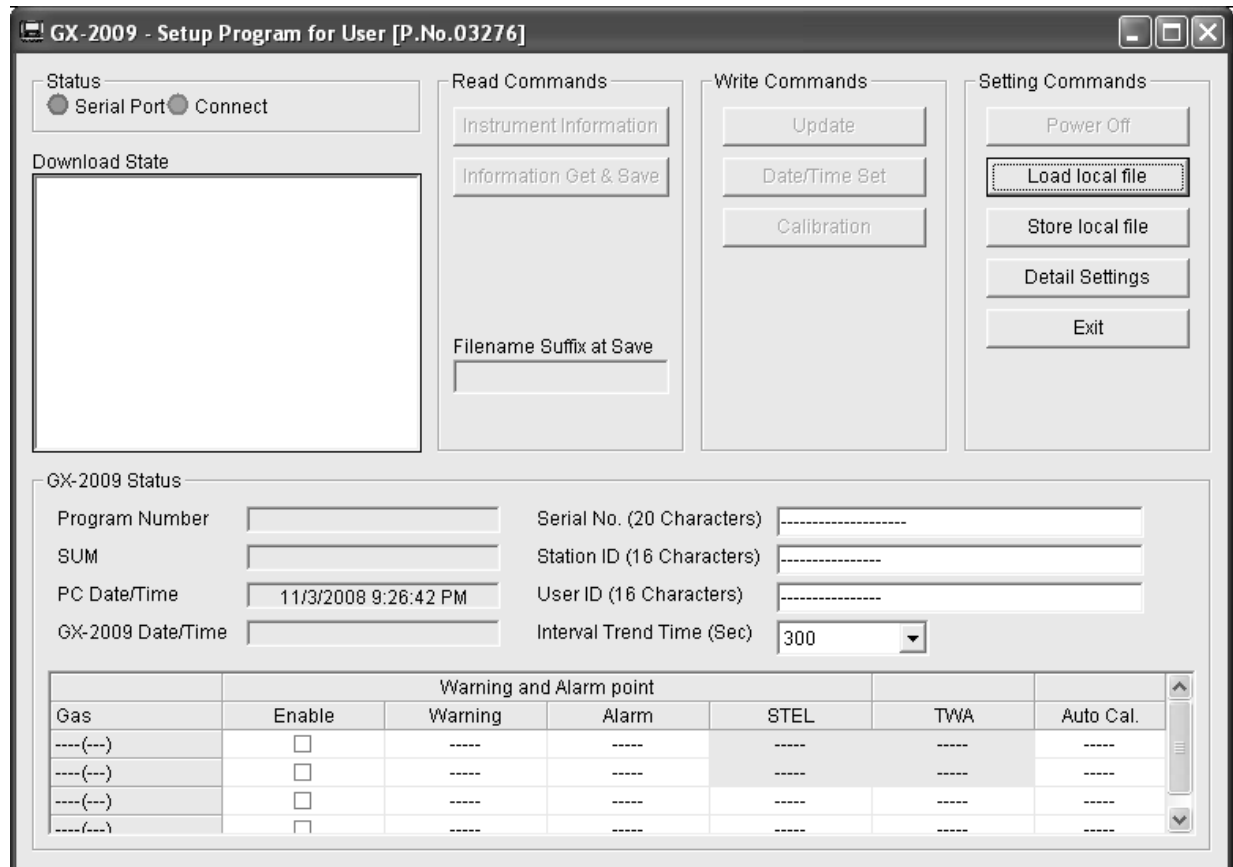 GX-2009 - Setup Program for User [P.No.03276]
Status
Serial Port Connect
Download State
Read Commands
Instrument Information
Information Get & Save
Filename Suffix at Save
Write Commands
Update
Date/Time Set
Calibration
Setting Commands
Power Off
Load local file
Store local file
Detail Settings
Exit
GX-2009 Status
Program Number
SUM
PC Date/Time 11/3/2008 9:26:42 PM
GX-2009 Date/Time
Serial No. (20 Characters) --------------------
Station ID (16 Characters) ----------------
User ID (16 Characters) ----------------
Interval Trend Time (Sec) 300
Warning and Alarm point
Gas Enable Warning Alarm STEL TWA Auto Cal.
----(---) ----- ----- ----- ----- -----
----(---) ----- ----- ----- ----- -----
----(---) ----- ----- ----- ----- -----
----(---) ----- ----- ----- ----- -----